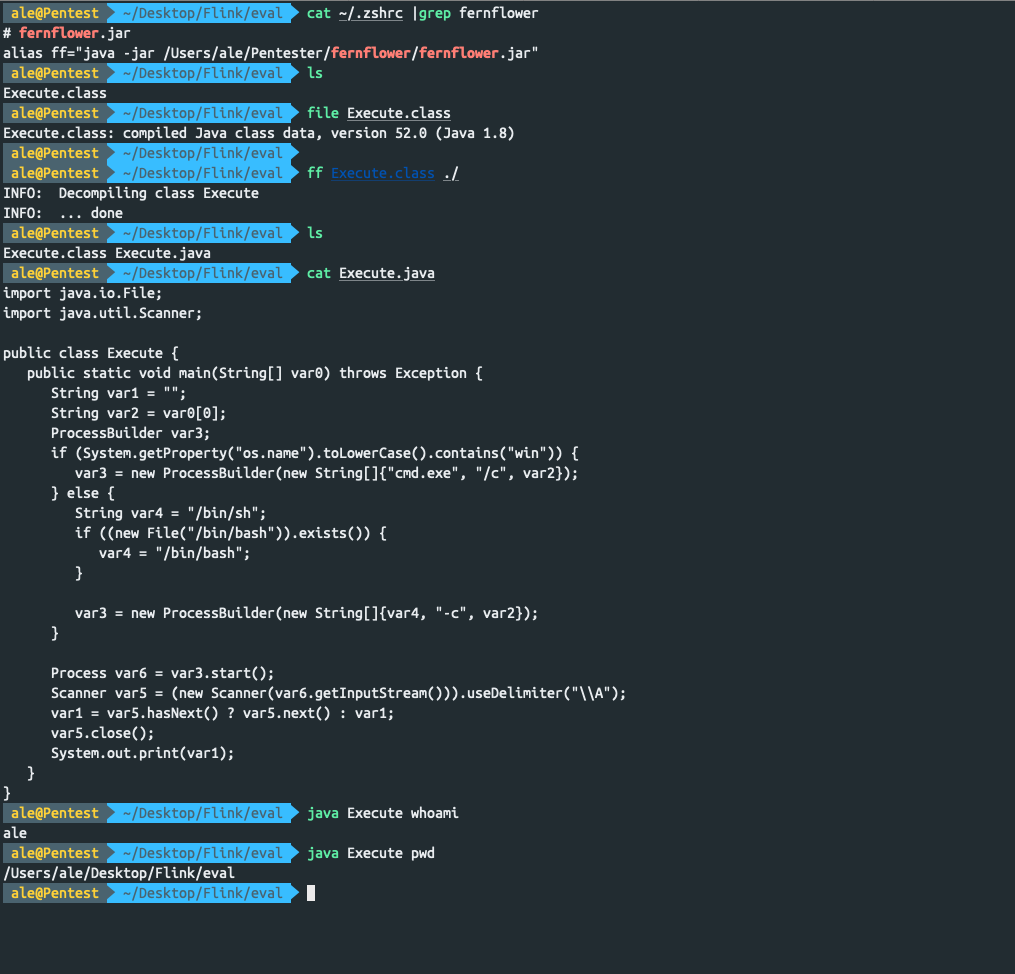 ale@Pentest ~/Desktop/Flink/eval cat ~/.zshrc |grep fernflower
# fernflower.jar
alias ff="java -jar /Users/ale/Pentester/fernflower/fernflower.jar"
ale@Pentest ~/Desktop/Flink/eval ls
Execute.class
ale@Pentest ~/Desktop/Flink/eval file Execute.class
Execute.class: compiled Java class data, version 52.0 (Java 1.8)
ale@Pentest ~/Desktop/Flink/eval
ale@Pentest ~/Desktop/Flink/eval ff Execute.class ./
INFO:  Decompiling class Execute
INFO:  ... done
ale@Pentest ~/Desktop/Flink/eval ls
Execute.class Execute.java
ale@Pentest ~/Desktop/Flink/eval cat Execute.java
import java.io.File;
import java.util.Scanner;

public class Execute {
   public static void main(String[] var0) throws Exception {
      String var1 = "";
      String var2 = var0[0];
      ProcessBuilder var3;
      if (System.getProperty("os.name").toLowerCase().contains("win")) {
         var3 = new ProcessBuilder(new String[]{"cmd.exe", "/c", var2});
      } else {
         String var4 = "/bin/sh";
         if ((new File("/bin/bash")).exists()) {
            var4 = "/bin/bash";
         }

         var3 = new ProcessBuilder(new String[]{var4, "-c", var2});
      }

      Process var6 = var3.start();
      Scanner var5 = (new Scanner(var6.getInputStream())).useDelimiter("\\A");
      var1 = var5.hasNext() ? var5.next() : var1;
      var5.close();
      System.out.print(var1);
   }
}
ale@Pentest ~/Desktop/Flink/eval java Execute whoami
ale
ale@Pentest ~/Desktop/Flink/eval java Execute pwd
/Users/ale/Desktop/Flink/eval
ale@Pentest ~/Desktop/Flink/eval